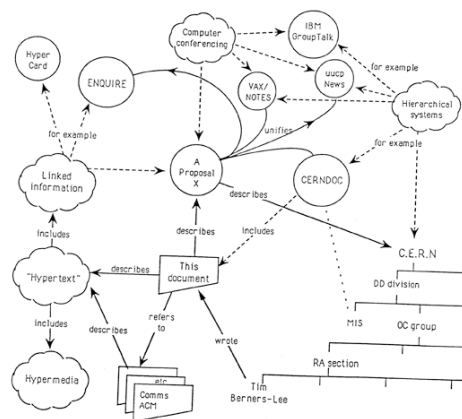 Computer
conferencing
IBM
GroupTalk
Hyper
Card
ENQUIRE
VAX/
NOTES
uucp
News
for example
Hierarchical
systems
for example
unifies
for example
Linked
information
A
Proposal
X
CERNDOC
describes
includes
describes
includes
C.E.R.N
DD division
"Hypertext"
describes
This
document
refers
to
describes
includes
wrote
MIS
OC group
RA section
Hypermedia
etc
Comms
ACM
Tim
Berners-Lee